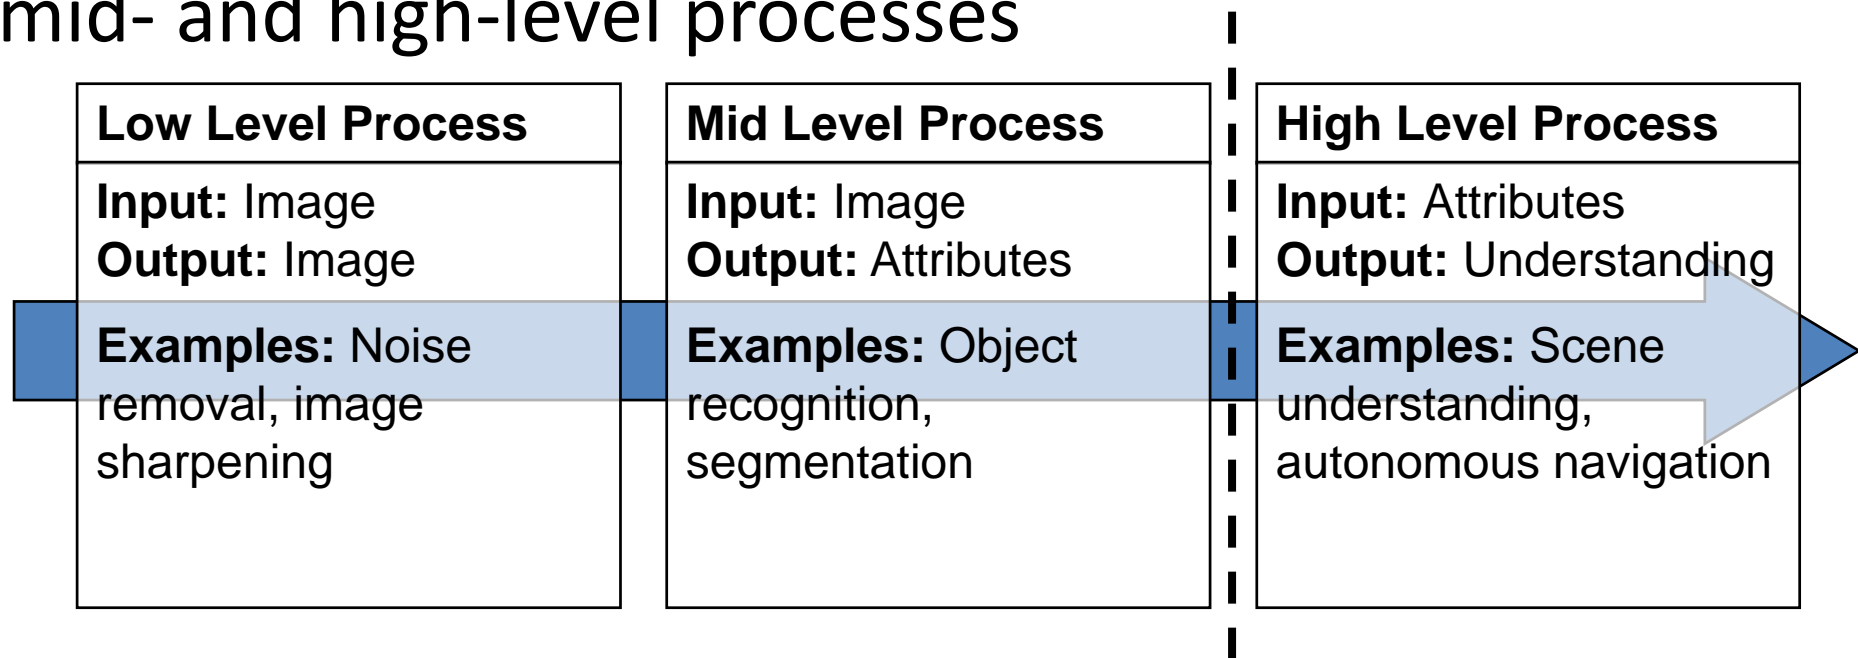 mid- and high-level processes
Low Level Process
Input: Image
Output: Image
Examples: Noise
removal, image
sharpening
Mid Level Process
Input: Image
Output: Attributes
Examples: Object
recognition,
segmentation
High Level Process
Input: Attributes
Output: Understanding
Examples: Scene
understanding,
autonomous navigation